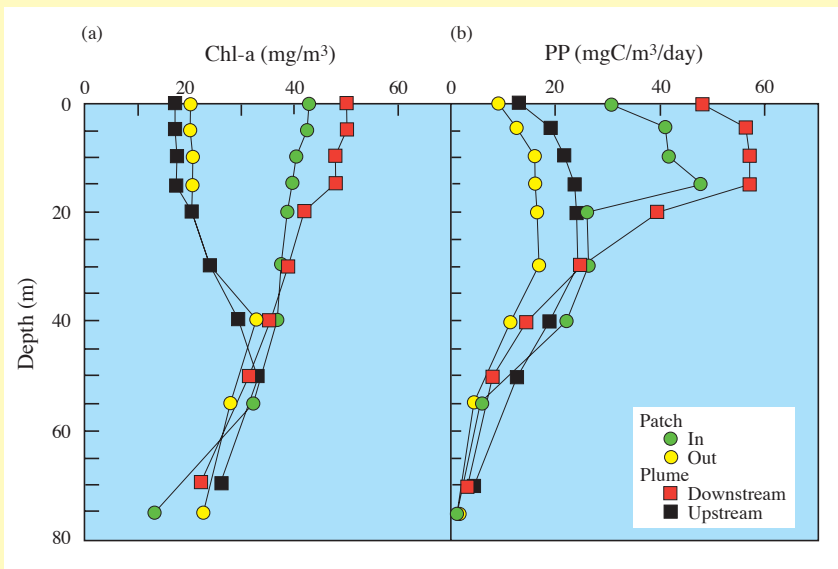 (a)
Chl-a (mg/m³)
0 20 40 60
(b)
PP (mgC/m³/day)
0 20 40 60
Depth (m)
0
20
40
60
80
Patch
In
Out
Plume
Downstream
Upstream